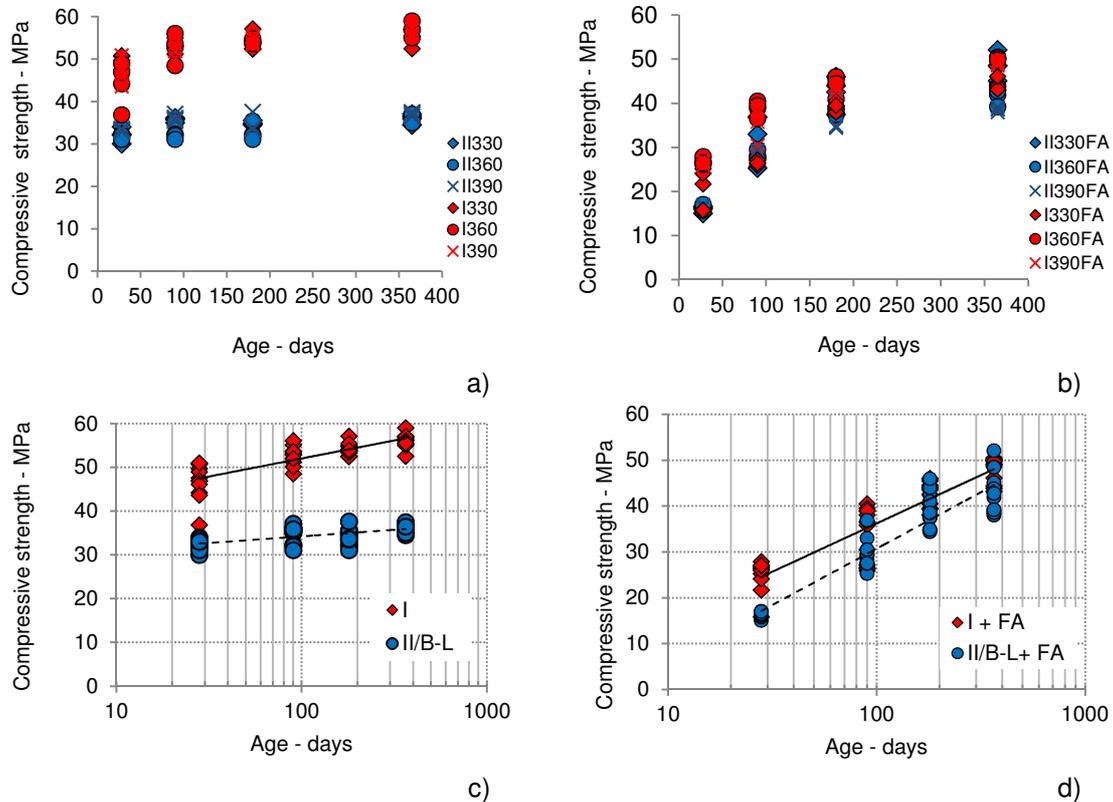 Compressive strength - MPa
60
50
40
30
20
10
0
0 50 100 150 200 250 300 350 400
Age - days
II330
II360
II390
I330
I360
I390
a)
Compressive strength - MPa
60
50
40
30
20
10
0
0 50 100 150 200 250 300 350 400
Age - days
II330FA
II360FA
II390FA
I330FA
I360FA
I390FA
b)
Compressive strength - MPa
60
50
40
30
20
10
0
10 100 1000
Age - days
I
II/B-L
c)
Compressive strength - MPa
60
50
40
30
20
10
0
10 100 1000
Age - days
I + FA
II/B-L+ FA
d)